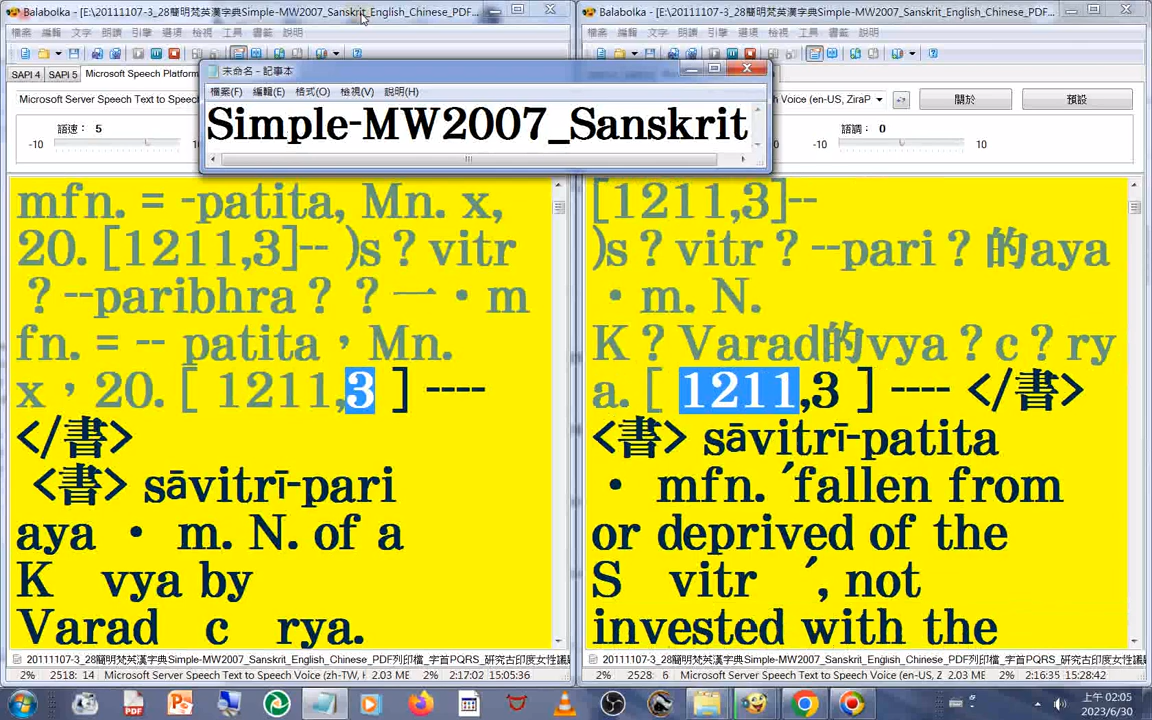 Balabolka - [E:\20111107-3_28簡明梵英漢字典Simple-MW2007_Sanskrit_English_Chinese_PDF...
檔案 編輯 文字 朗讀 引擎 選項 檢視 工具 書籤 說明
SAPI 4 SAPI 5 Microsoft Speech Platform
Microsoft Server Speech Text to Speech
語速： 5
-10
mfn. = -patita, Mn. x,
20. [1211,3]-- )s？vitr
？--paribhra？？一・m
fn. = -- patita，Mn.
x，20. [ 1211,3 ] ----
</書>
<書> sāvitrī-pari
aya ・ m. N. of a
K vya by
Varad c rya.
20111107-3_28簡明梵英漢字典Simple-MW2007_Sanskrit_English_Chinese_PDF列印檔_字首PQRS_研究古印度女性議
2% 2518: 14 Microsoft Server Speech Text to Speech Voice (zh-TW, 2.03 ME 2% 2:17:02 15:05:36
未命名 - 記事本
檔案(F) 編輯(E) 格式(O) 檢視(V) 說明(H)
Simple-MW2007_Sanskrit
Balabolka - [E:\20111107-3_28簡明梵英漢字典Simple-MW2007_Sanskrit_English_Chinese_PDF...
檔案 編輯 文字 朗讀 引擎 選項 檢視 工具 書籤 說明
Voice (en-US, ZiraP 關於 預設
語調： 0
-10 10
[1211,3]--
)s？vitr？--pari？的aya
・m. N.
K？Varad的vya？c？ry
a. [ 1211,3 ] ---- </書>
<書> sāvitrī-patita
・ mfn. ′fallen from
or deprived of the
S vitr ′, not
invested with the
20111107-3_28簡明梵英漢字典Simple-MW2007_Sanskrit_English_Chinese_PDF列印檔_字首PQRS_研究古印度女性議
2% 2528: 6 Microsoft Server Speech Text to Speech Voice (en-US, 2.03 ME 2% 2:16:35 15:28:42
上午 02:05
2023/6/30